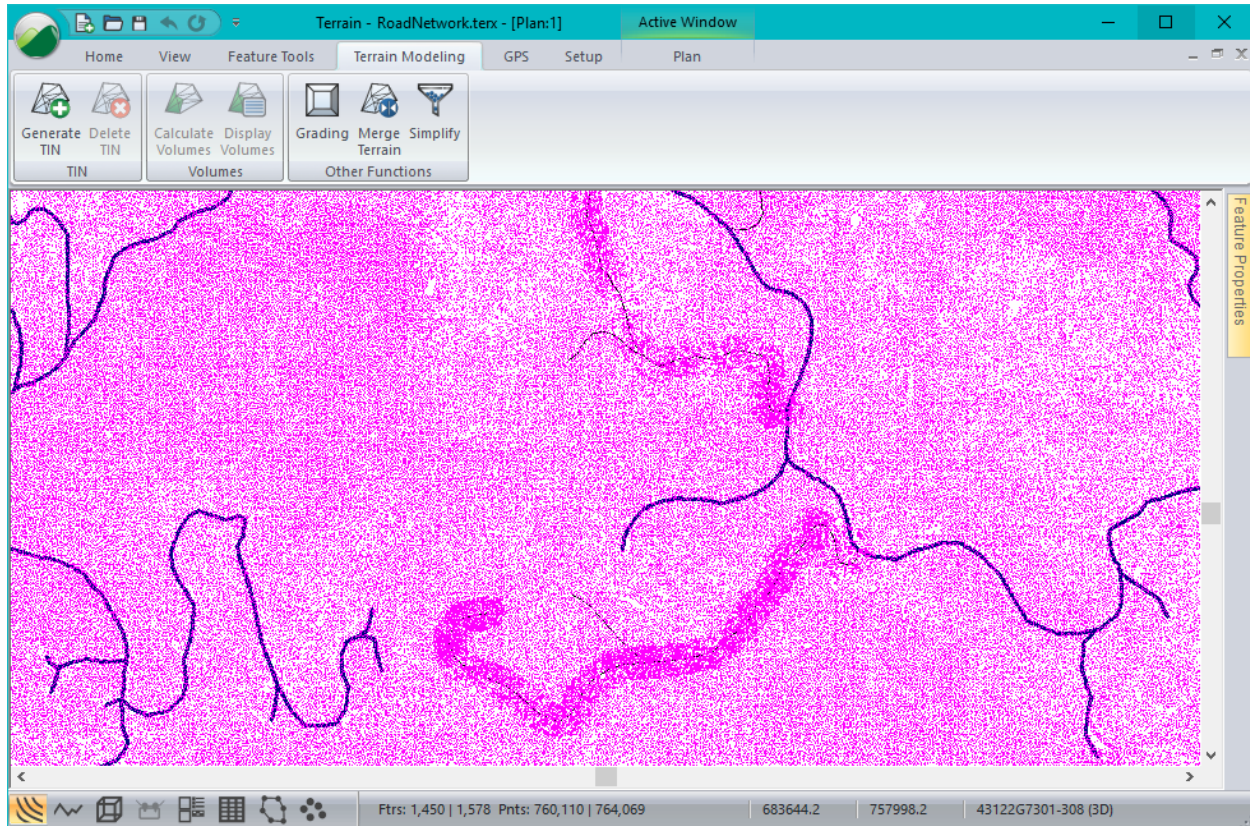 Terrain - RoadNetwork.terx - [Plan:1]
Active Window
Home View Feature Tools Terrain Modeling GPS Setup Plan
Generate TIN
Delete TIN
Calculate Volumes
Display Volumes
Grading
Merge Terrain
Simplify
TIN
Volumes
Other Functions
Feature Properties
Ftrs: 1,450 | 1,578 Pnts: 760,110 | 764,069
683644.2
757998.2
43122G7301-308 (3D)